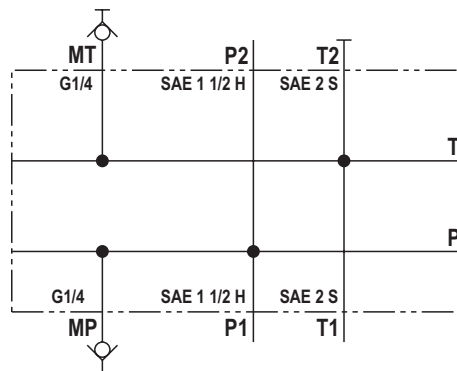 MT P2 T2
G1/4 SAE 1 1/2 H SAE 2 S
T
P
G1/4 SAE 1 1/2 H SAE 2 S
MP P1 T1